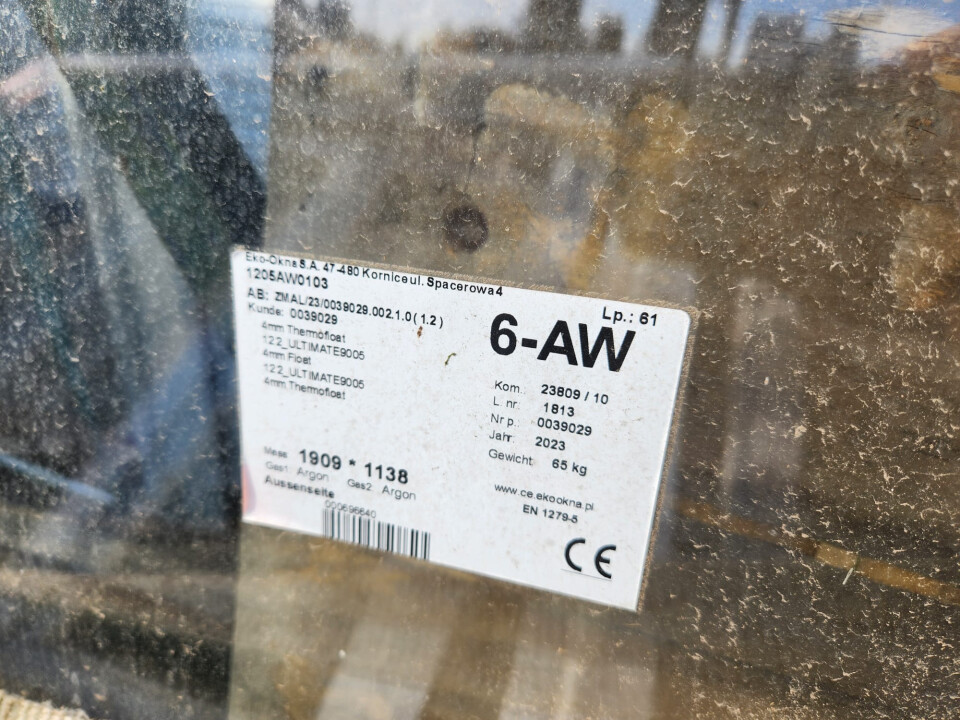 Eko-Okna S.A. 47-480 Kornice ul. Spacerowa 4
1205AW0103
Lp.: 61
AB: ZMAL/23/0039029.002.1.0 ( 1.2 )
6-AW
Kunde: 0039029
4mm Thermofloat
12.2_ULTIMATE9005
4mm Float
12.2_ULTIMATE9005
4mm Thermofloat
Kom.: 23809 / 10
L. nr: 1813
Nr p.: 0039029
Jahr: 2023
Gewicht: 65 kg
Mass: 1909 * 1138
Gas1: Argon Gas2: Argon
Aussenseite
000696640
www.ce.ekookna.pl
EN 1279-5
CE